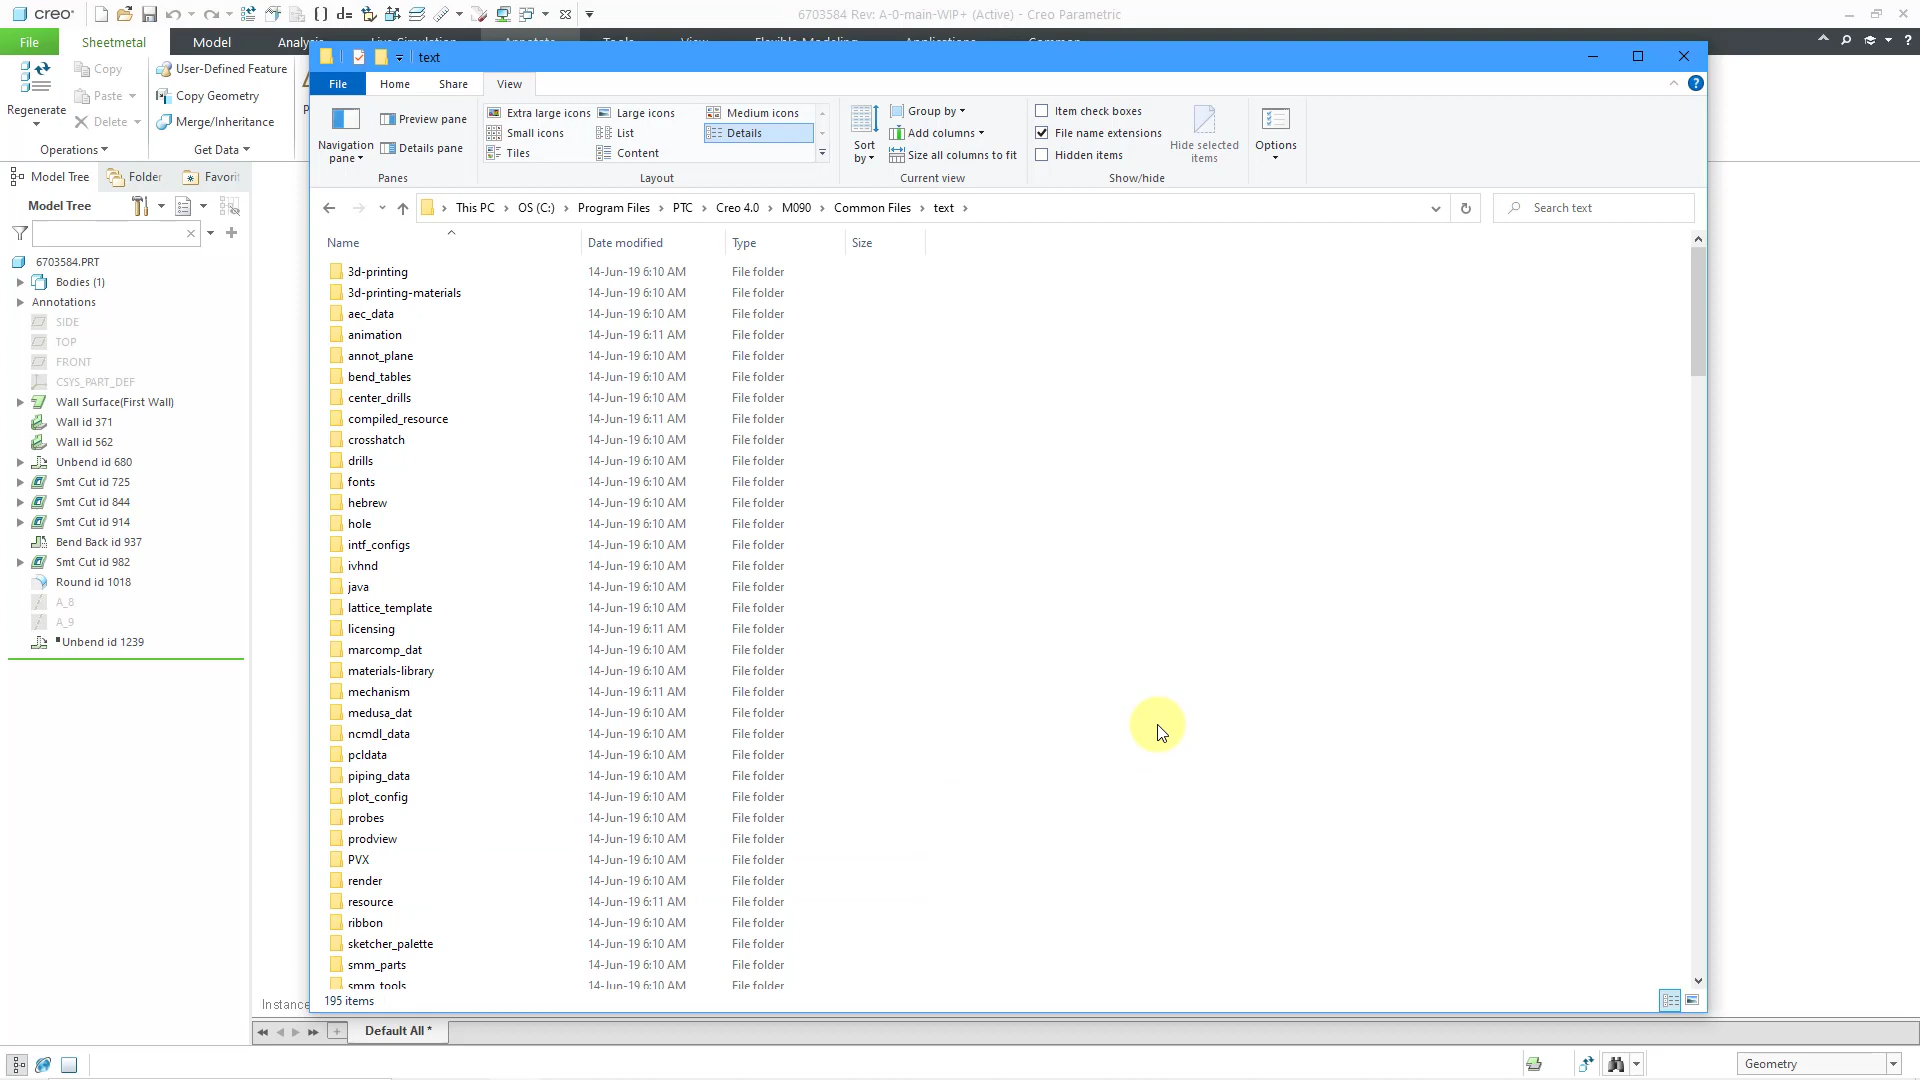 creo
6703584 Rev: A-0-main-WIP+ (Active) - Creo Parametric
File
Sheetmetal
Model
Regenerate
Copy
Paste
Delete
Operations
User-Defined Feature
Copy Geometry
Merge/Inheritance
Get Data
Model Tree
Folder
Favorit
Model Tree
6703584.PRT
Bodies (1)
Annotations
SIDE
TOP
FRONT
CSYS_PART_DEF
Wall Surface(First Wall)
Wall id 371
Wall id 562
Unbend id 680
Smt Cut id 725
Smt Cut id 844
Smt Cut id 914
Bend Back id 937
Smt Cut id 982
Round id 1018
A_8
A_9
Unbend id 1239
text
File Home Share View
Navigation pane
Preview pane
Details pane
Panes
Extra large icons Large icons Medium icons
Small icons List Details
Tiles Content
Layout
Sort by
Group by
Add columns
Size all columns to fit
Current view
Item check boxes
File name extensions
Hidden items
Hide selected items
Show/hide
Options
This PC OS (C:) Program Files PTC Creo 4.0 M090 Common Files text
Search text
Name Date modified Type Size
3d-printing 14-Jun-19 6:10 AM File folder
3d-printing-materials 14-Jun-19 6:10 AM File folder
aec_data 14-Jun-19 6:10 AM File folder
animation 14-Jun-19 6:11 AM File folder
annot_plane 14-Jun-19 6:10 AM File folder
bend_tables 14-Jun-19 6:10 AM File folder
center_drills 14-Jun-19 6:10 AM File folder
compiled_resource 14-Jun-19 6:11 AM File folder
crosshatch 14-Jun-19 6:10 AM File folder
drills 14-Jun-19 6:10 AM File folder
fonts 14-Jun-19 6:10 AM File folder
hebrew 14-Jun-19 6:10 AM File folder
hole 14-Jun-19 6:10 AM File folder
intf_configs 14-Jun-19 6:10 AM File folder
ivhnd 14-Jun-19 6:10 AM File folder
java 14-Jun-19 6:10 AM File folder
lattice_template 14-Jun-19 6:10 AM File folder
licensing 14-Jun-19 6:11 AM File folder
marcomp_dat 14-Jun-19 6:10 AM File folder
materials-library 14-Jun-19 6:10 AM File folder
mechanism 14-Jun-19 6:11 AM File folder
medusa_dat 14-Jun-19 6:10 AM File folder
ncmdl_data 14-Jun-19 6:10 AM File folder
pcldata 14-Jun-19 6:10 AM File folder
piping_data 14-Jun-19 6:10 AM File folder
plot_config 14-Jun-19 6:10 AM File folder
probes 14-Jun-19 6:10 AM File folder
prodview 14-Jun-19 6:10 AM File folder
PVX 14-Jun-19 6:10 AM File folder
render 14-Jun-19 6:10 AM File folder
resource 14-Jun-19 6:11 AM File folder
ribbon 14-Jun-19 6:10 AM File folder
sketcher_palette 14-Jun-19 6:10 AM File folder
smm_parts 14-Jun-19 6:10 AM File folder
smm_tools 14-Jun-19 6:10 AM File folder
195 items
Instance
Default All *
Geometry